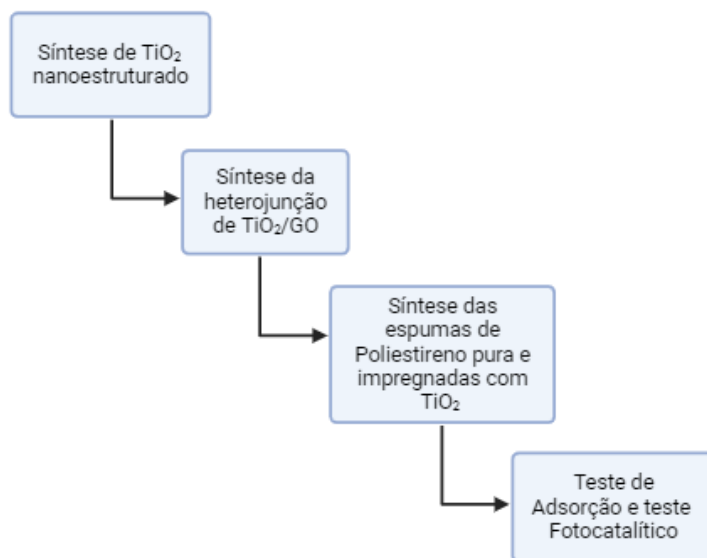 Síntese de TiO₂
nanoestruturado
Síntese da
heterojunção
de TiO₂/GO
Síntese das
espumas de
Poliestireno pura e
impregnadas com
TiO₂
Teste de
Adsorção e teste
Fotocatalítico